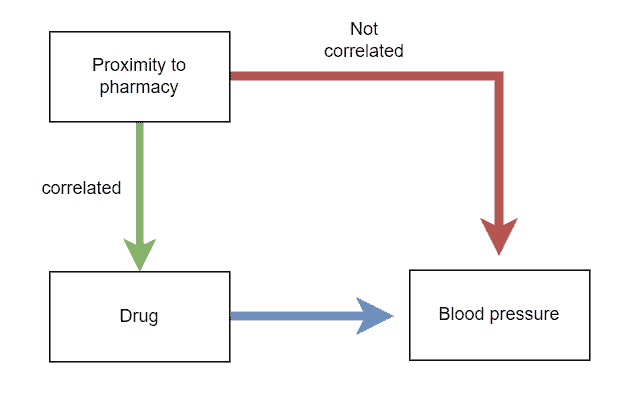 Not
correlated
Proximity to
pharmacy
correlated
Drug
Blood pressure